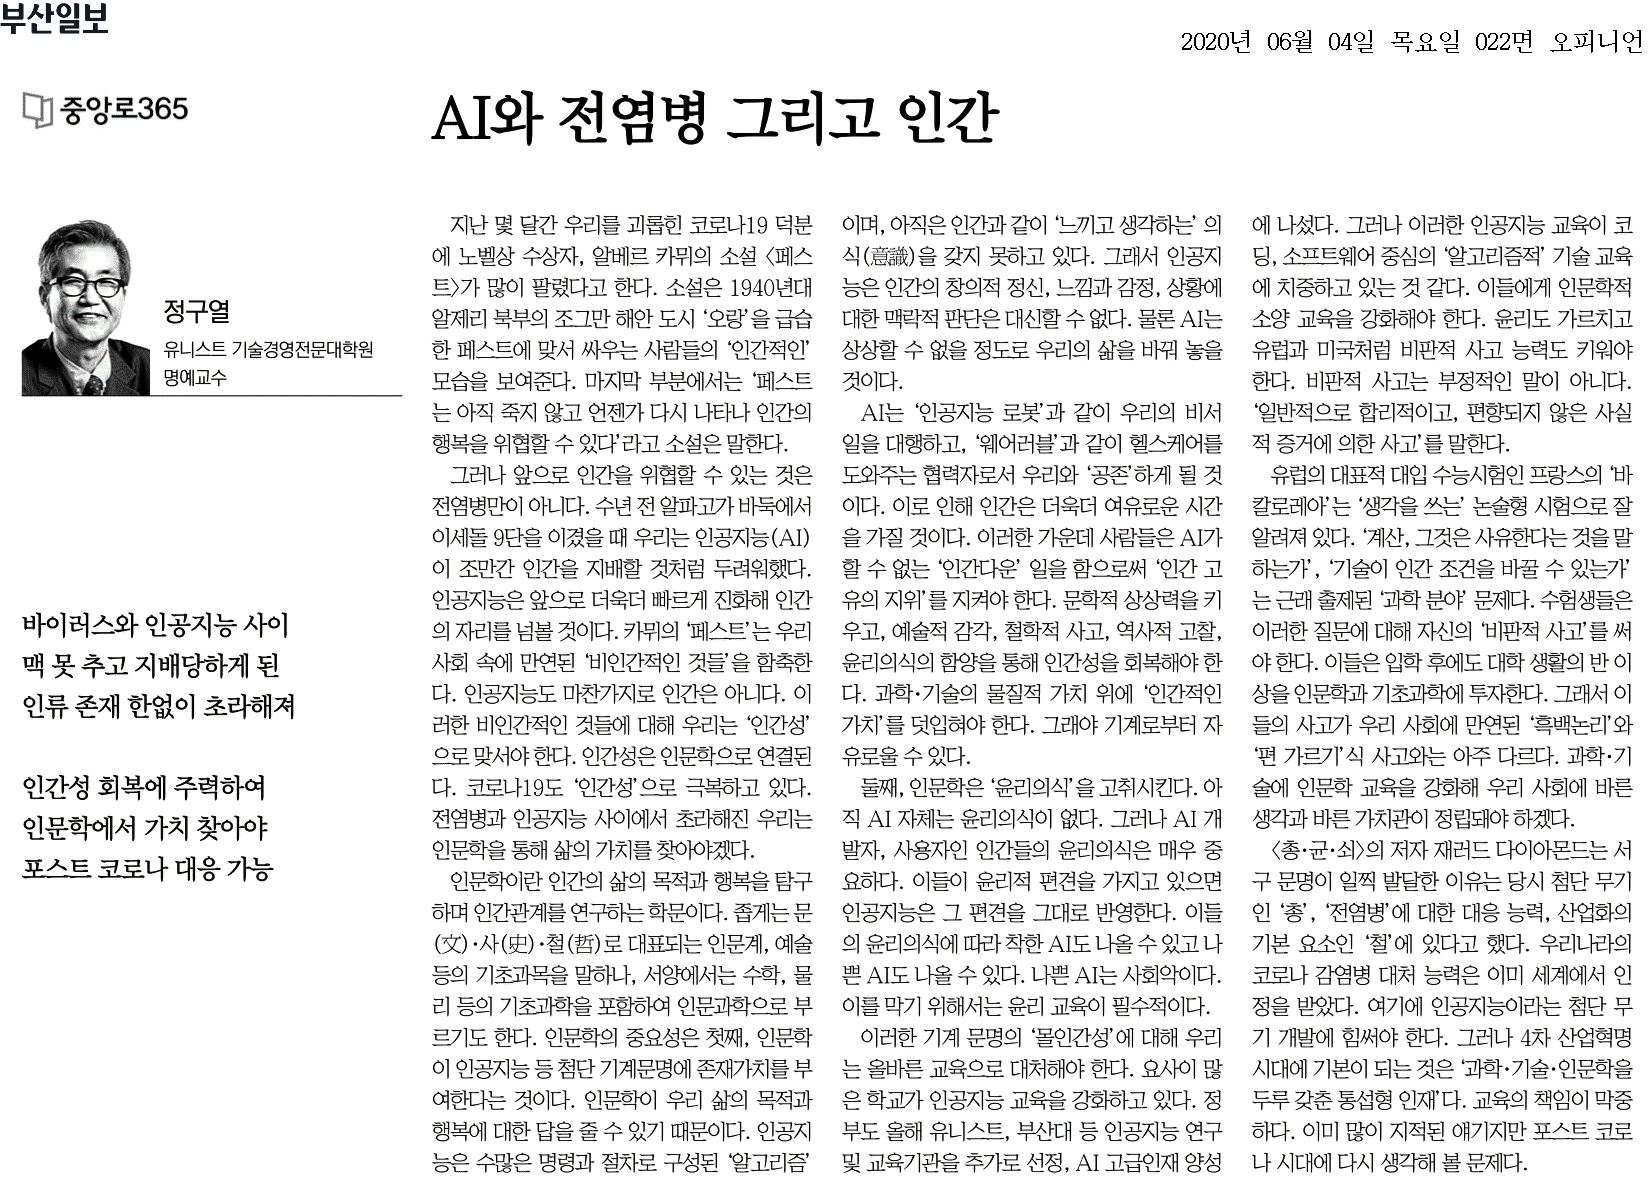 부산일보
2020년 06월 04일 목요일 022면 오피니언
중앙로365
AI와 전염병 그리고 인간
정구열
유니스트 기술경영전문대학원
명예교수
바이러스와 인공지능 사이
맥 못 추고 지배당하게 된
인류 존재 한없이 초라해져
인간성 회복에 주력하여
인문학에서 가치 찾아야
포스트 코로나 대응 가능
지난 몇 달간 우리를 괴롭힌 코로나19 덕분
에 노벨상 수상자, 알베르 카뮈의 소설 〈페스
트〉가 많이 팔렸다고 한다. 소설은 1940년대
알제리 북부의 조그만 해안 도시 ‘오랑’을 급습
한 페스트에 맞서 싸우는 사람들의 ‘인간적인’
모습을 보여준다. 마지막 부분에서는 ‘페스트
는 아직 죽지 않고 언젠가 다시 나타나 인간의
행복을 위협할 수 있다’라고 소설은 말한다.
그러나 앞으로 인간을 위협할 수 있는 것은
전염병만이 아니다. 수년 전 알파고가 바둑에서
이세돌 9단을 이겼을 때 우리는 인공지능(AI)
이 조만간 인간을 지배할 것처럼 두려워했다.
인공지능은 앞으로 더욱더 빠르게 진화해 인간
의 자리를 넘볼 것이다. 카뮈의 ‘페스트’는 우리
사회 속에 만연된 ‘비인간적인 것들’을 함축한
다. 인공지능도 마찬가지로 인간은 아니다. 이
러한 비인간적인 것들에 대해 우리는 ‘인간성’
으로 맞서야 한다. 인간성은 인문학으로 연결된
다. 코로나19도 ‘인간성’으로 극복하고 있다.
전염병과 인공지능 사이에서 초라해진 우리는
인문학을 통해 삶의 가치를 찾아야겠다.
인문학이란 인간의 삶의 목적과 행복을 탐구
하며 인간관계를 연구하는 학문이다. 좁게는 문
(文)·사(史)·철(哲)로 대표되는 인문계, 예술
등의 기초과목을 말하나, 서양에서는 수학, 물
리 등의 기초과학을 포함하여 인문과학으로 부
르기도 한다. 인문학의 중요성은 첫째, 인문학
이 인공지능 등 첨단 기계문명에 존재가치를 부
여한다는 것이다. 인문학이 우리 삶의 목적과
행복에 대한 답을 줄 수 있기 때문이다. 인공지
능은 수많은 명령과 절차로 구성된 ‘알고리즘’
이며, 아직은 인간과 같이 ‘느끼고 생각하는’ 의
식(意識)을 갖지 못하고 있다. 그래서 인공지
능은 인간의 창의적 정신, 느낌과 감정, 상황에
대한 맥락적 판단은 대신할 수 없다. 물론 AI는
상상할 수 없을 정도로 우리의 삶을 바꿔 놓을
것이다.
AI는 ‘인공지능 로봇’과 같이 우리의 비서
일을 대행하고, ‘웨어러블’과 같이 헬스케어를
도와주는 협력자로서 우리와 ‘공존’하게 될 것
이다. 이로 인해 인간은 더욱더 여유로운 시간
을 가질 것이다. 이러한 가운데 사람들은 AI가
할 수 없는 ‘인간다운’ 일을 함으로써 ‘인간 고
유의 지위’를 지켜야 한다. 문학적 상상력을 키
우고, 예술적 감각, 철학적 사고, 역사적 고찰,
윤리의식의 함양을 통해 인간성을 회복해야 한
다. 과학·기술의 물질적 가치 위에 ‘인간적인
가치’를 덧입혀야 한다. 그래야 기계로부터 자
유로울 수 있다.
둘째, 인문학은 ‘윤리의식’을 고취시킨다. 아
직 AI 자체는 윤리의식이 없다. 그러나 AI 개
발자, 사용자인 인간들의 윤리의식은 매우 중
요하다. 이들이 윤리적 편견을 가지고 있으면
인공지능은 그 편견을 그대로 반영한다. 이들
의 윤리의식에 따라 착한 AI도 나올 수 있고 나
쁜 AI도 나올 수 있다. 나쁜 AI는 사회악이다.
이를 막기 위해서는 윤리 교육이 필수적이다.
이러한 기계 문명의 ‘몰인간성’에 대해 우리
는 올바른 교육으로 대처해야 한다. 요사이 많
은 학교가 인공지능 교육을 강화하고 있다. 정
부도 올해 유니스트, 부산대 등 인공지능 연구
및 교육기관을 추가로 선정, AI 고급인재 양성
에 나섰다. 그러나 이러한 인공지능 교육이 코
딩, 소프트웨어 중심의 ‘알고리즘적’ 기술 교육
에 치중하고 있는 것 같다. 이들에게 인문학적
소양 교육을 강화해야 한다. 윤리도 가르치고
유럽과 미국처럼 비판적 사고 능력도 키워야
한다. 비판적 사고는 부정적인 말이 아니다.
‘일반적으로 합리적이고, 편향되지 않은 사실
적 증거에 의한 사고’를 말한다.
유럽의 대표적 대입 수능시험인 프랑스의 ‘바
칼로레아’는 ‘생각을 쓰는’ 논술형 시험으로 잘
알려져 있다. ‘계산, 그것은 사유한다는 것을 말
하는가’, ‘기술이 인간 조건을 바꿀 수 있는가’
는 근래 출제된 ‘과학 분야’ 문제다. 수험생들은
이러한 질문에 대해 자신의 ‘비판적 사고’를 써
야 한다. 이들은 입학 후에도 대학 생활의 반 이
상을 인문학과 기초과학에 투자한다. 그래서 이
들의 사고가 우리 사회에 만연된 ‘흑백논리’와
‘편 가르기’식 사고와는 아주 다르다. 과학·기
술에 인문학 교육을 강화해 우리 사회에 바른
생각과 바른 가치관이 정립돼야 하겠다.
〈총·균·쇠〉의 저자 재러드 다이아몬드는 서
구 문명이 일찍 발달한 이유는 당시 첨단 무기
인 ‘총’, ‘전염병’에 대한 대응 능력, 산업화의
기본 요소인 ‘철’에 있다고 했다. 우리나라의
코로나 감염병 대처 능력은 이미 세계에서 인
정을 받았다. 여기에 인공지능이라는 첨단 무
기 개발에 힘써야 한다. 그러나 4차 산업혁명
시대에 기본이 되는 것은 ‘과학·기술·인문학을
두루 갖춘 통섭형 인재’다. 교육의 책임이 막중
하다. 이미 많이 지적된 얘기지만 포스트 코로
나 시대에 다시 생각해 볼 문제다.